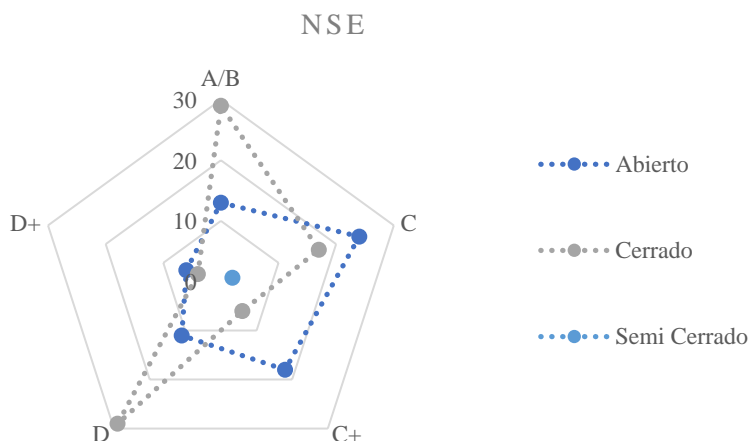 NSE
A/B
30
20
10
0
C
C+
D
D+
Abierto
Cerrado
Semi Cerrado